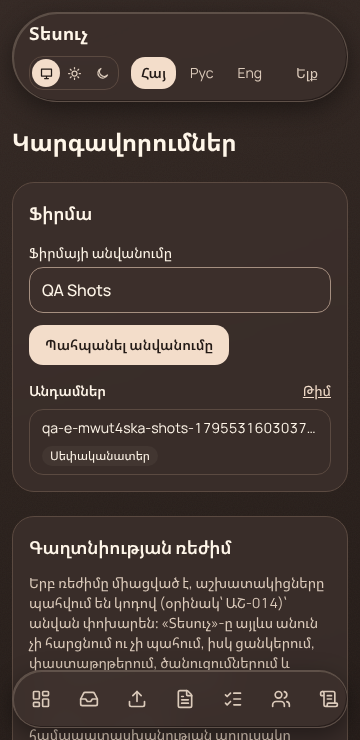 Տեսուչ
Հայ Рус Eng Ելք
Կարգավորումներ
Ֆիրմա
Ֆիրմայի անվանումը
QA Shots
Պահպանել անվանումը
Անդամներ Թիմ
qa-e-mwut4ska-shots-1795531603037…
Սեփականատեր
Գաղտնիության ռեժիմ
Երբ ռեժիմը միացված է, աշխատակիցները
պահվում են կոդով (օրինակ՝ ԱՇ-014)՝
անվան փոխարեն: «Տեսուչ»-ը այլևս անուն
չի հարցնում ու չի պահում, իսկ ցանկերում,
փաստաթղթերում, ծանուցումներում և